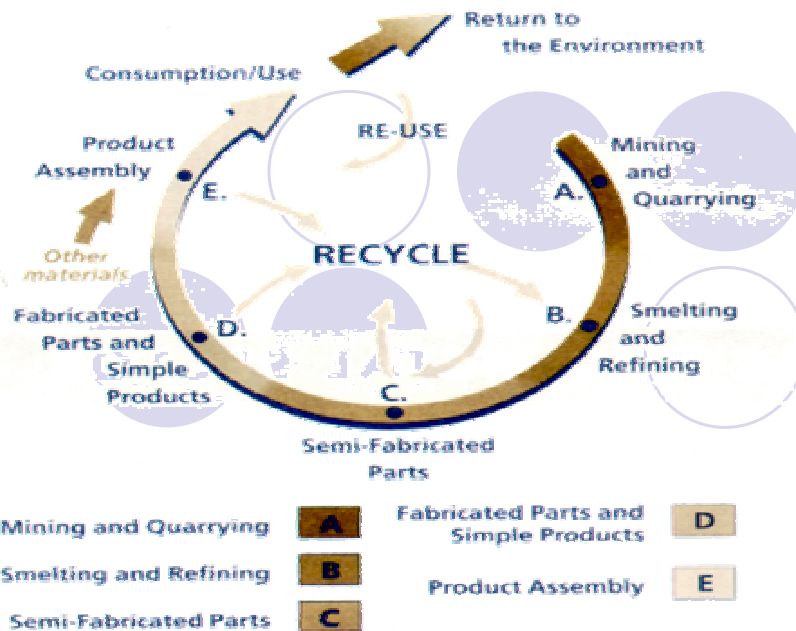 Return to
the Environment
Consumption/Use
RE-USE
Product
Assembly
Mining
and
Quarrying
A.
E.
Other
materials
RECYCLE
Fabricated
Parts and
Simple
Products
D.
B.
Smelting
and
Refining
C.
Semi-Fabricated
Parts
Mining and Quarrying A
Smelting and Refining B
Semi-Fabricated Parts C
Fabricated Parts and
Simple Products D
Product Assembly E